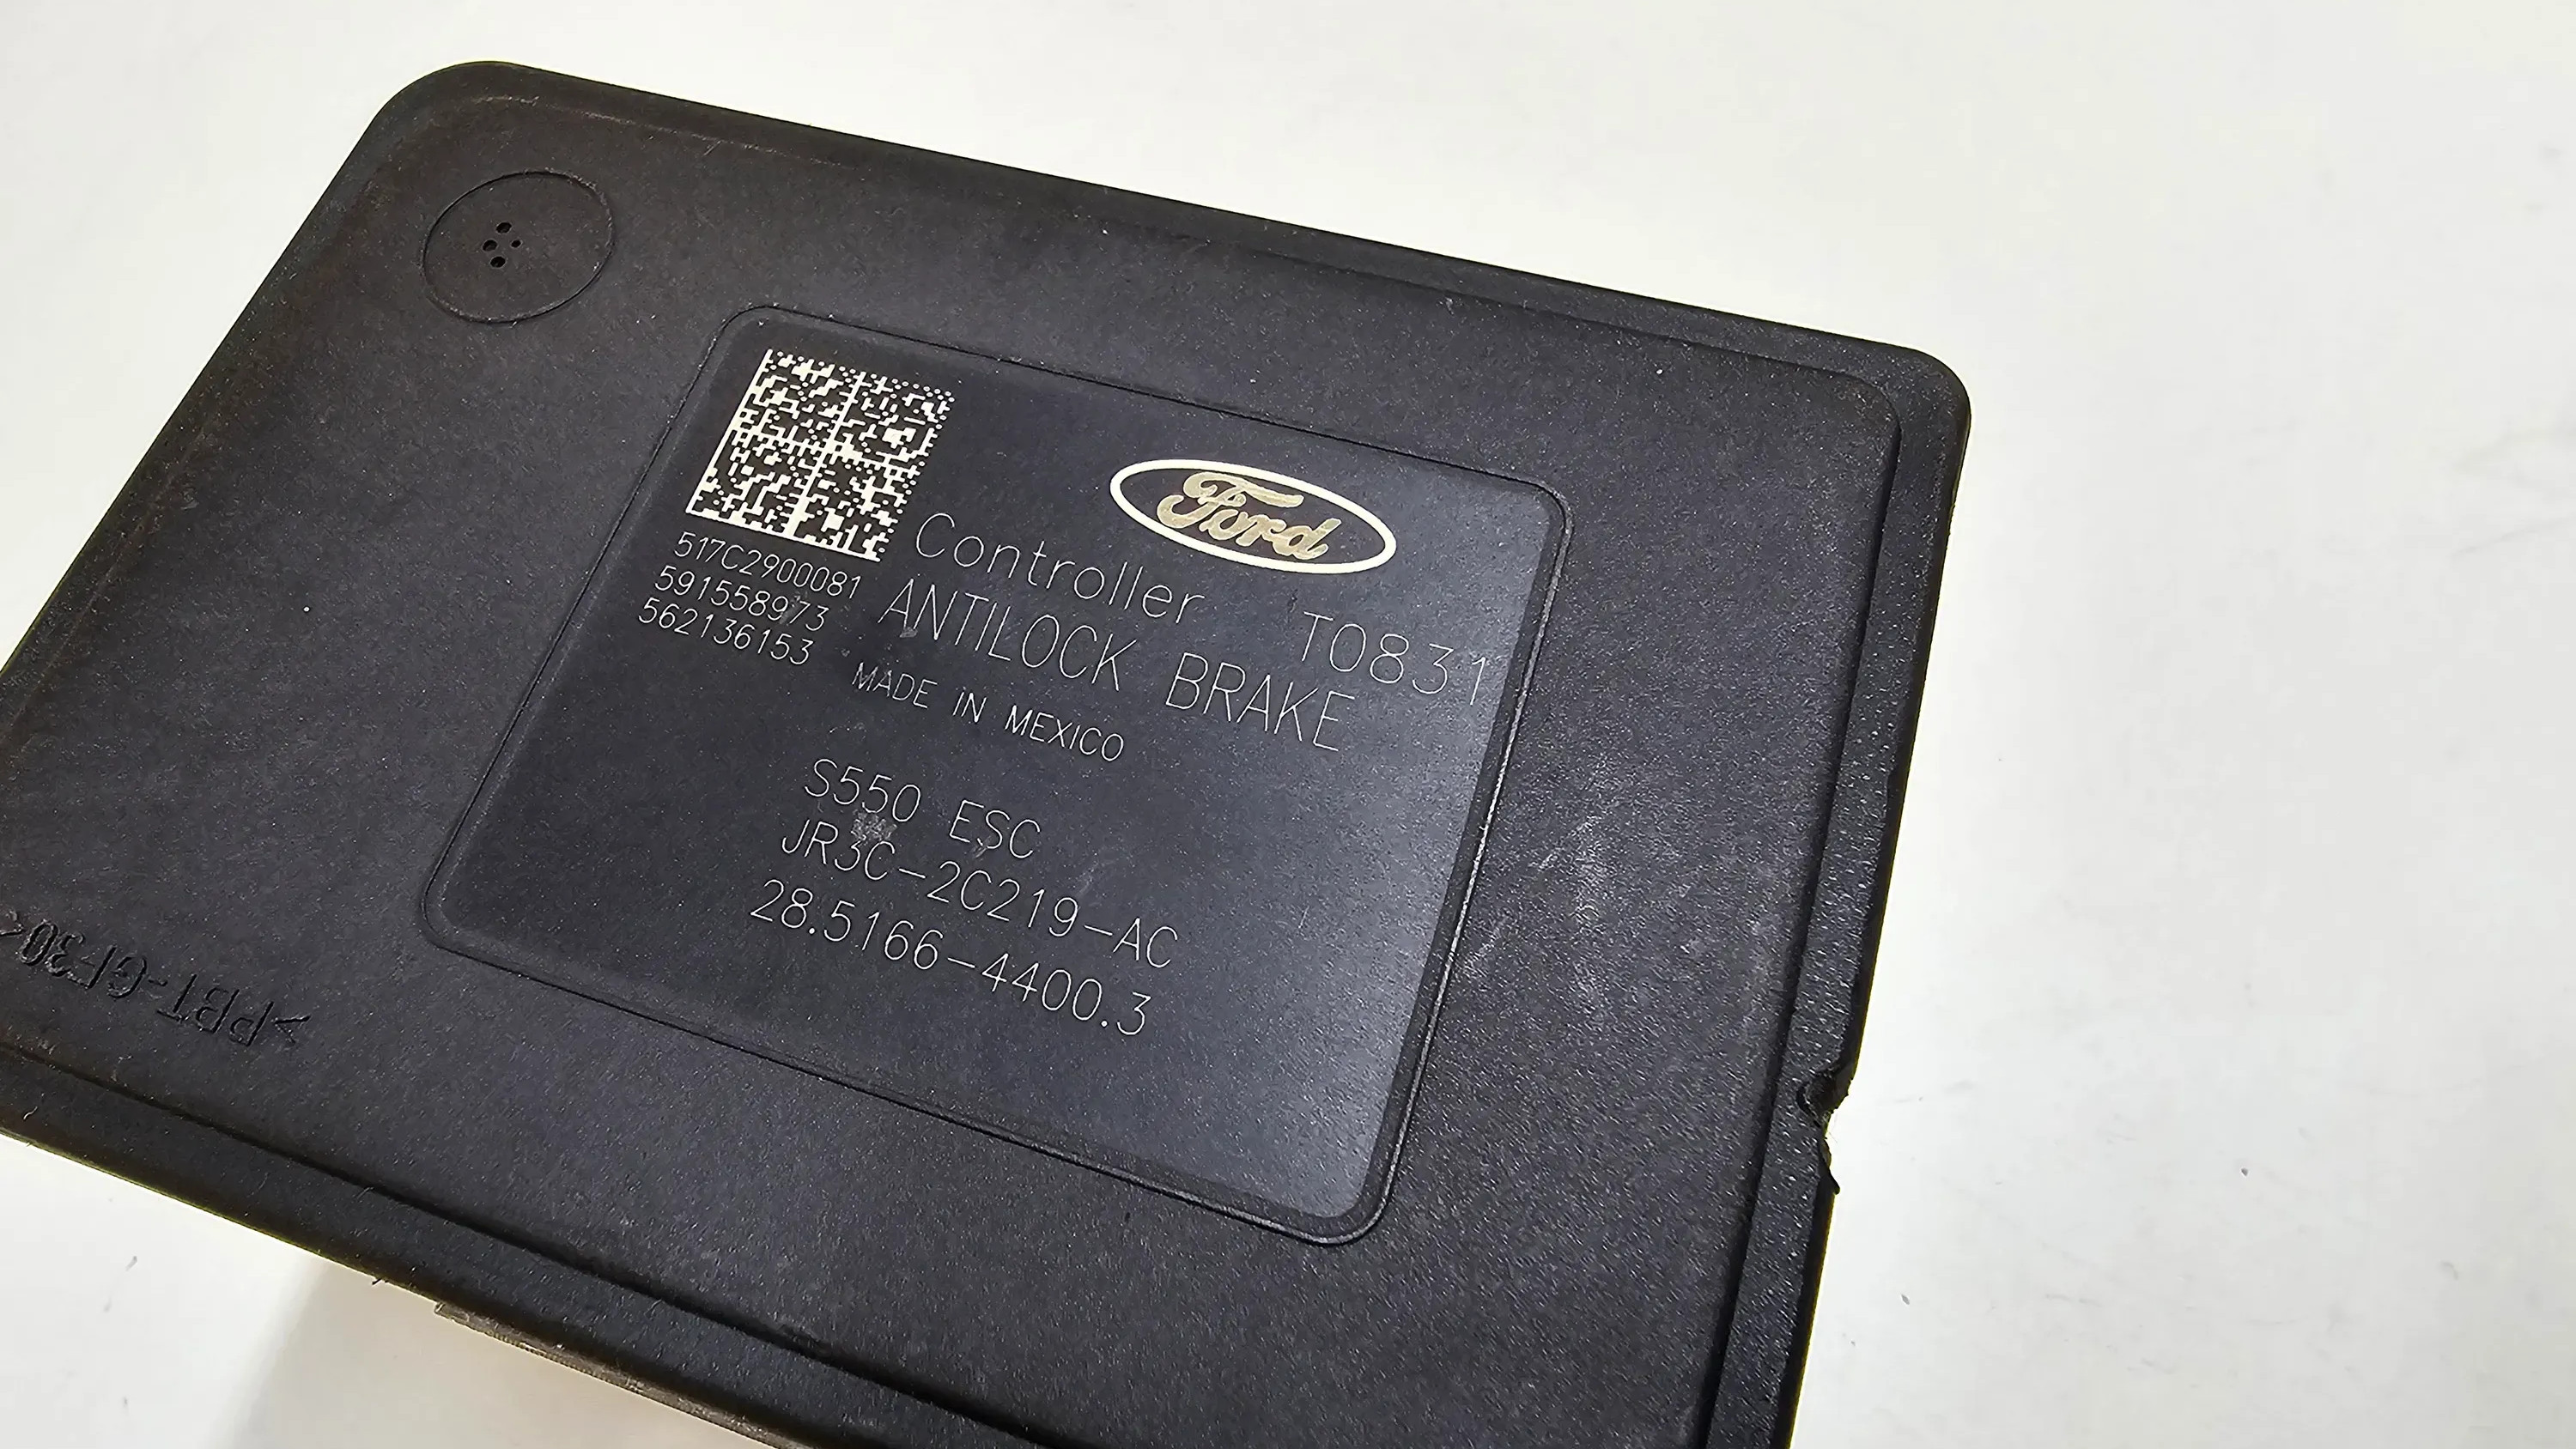 Ford
517C2900081
591558973
562136153
Controller T0831
ANTILOCK BRAKE
MADE IN MEXICO
S550 ESC
JR3C-2C219-AC
28.5166-4400.3
>PBT-GF30<